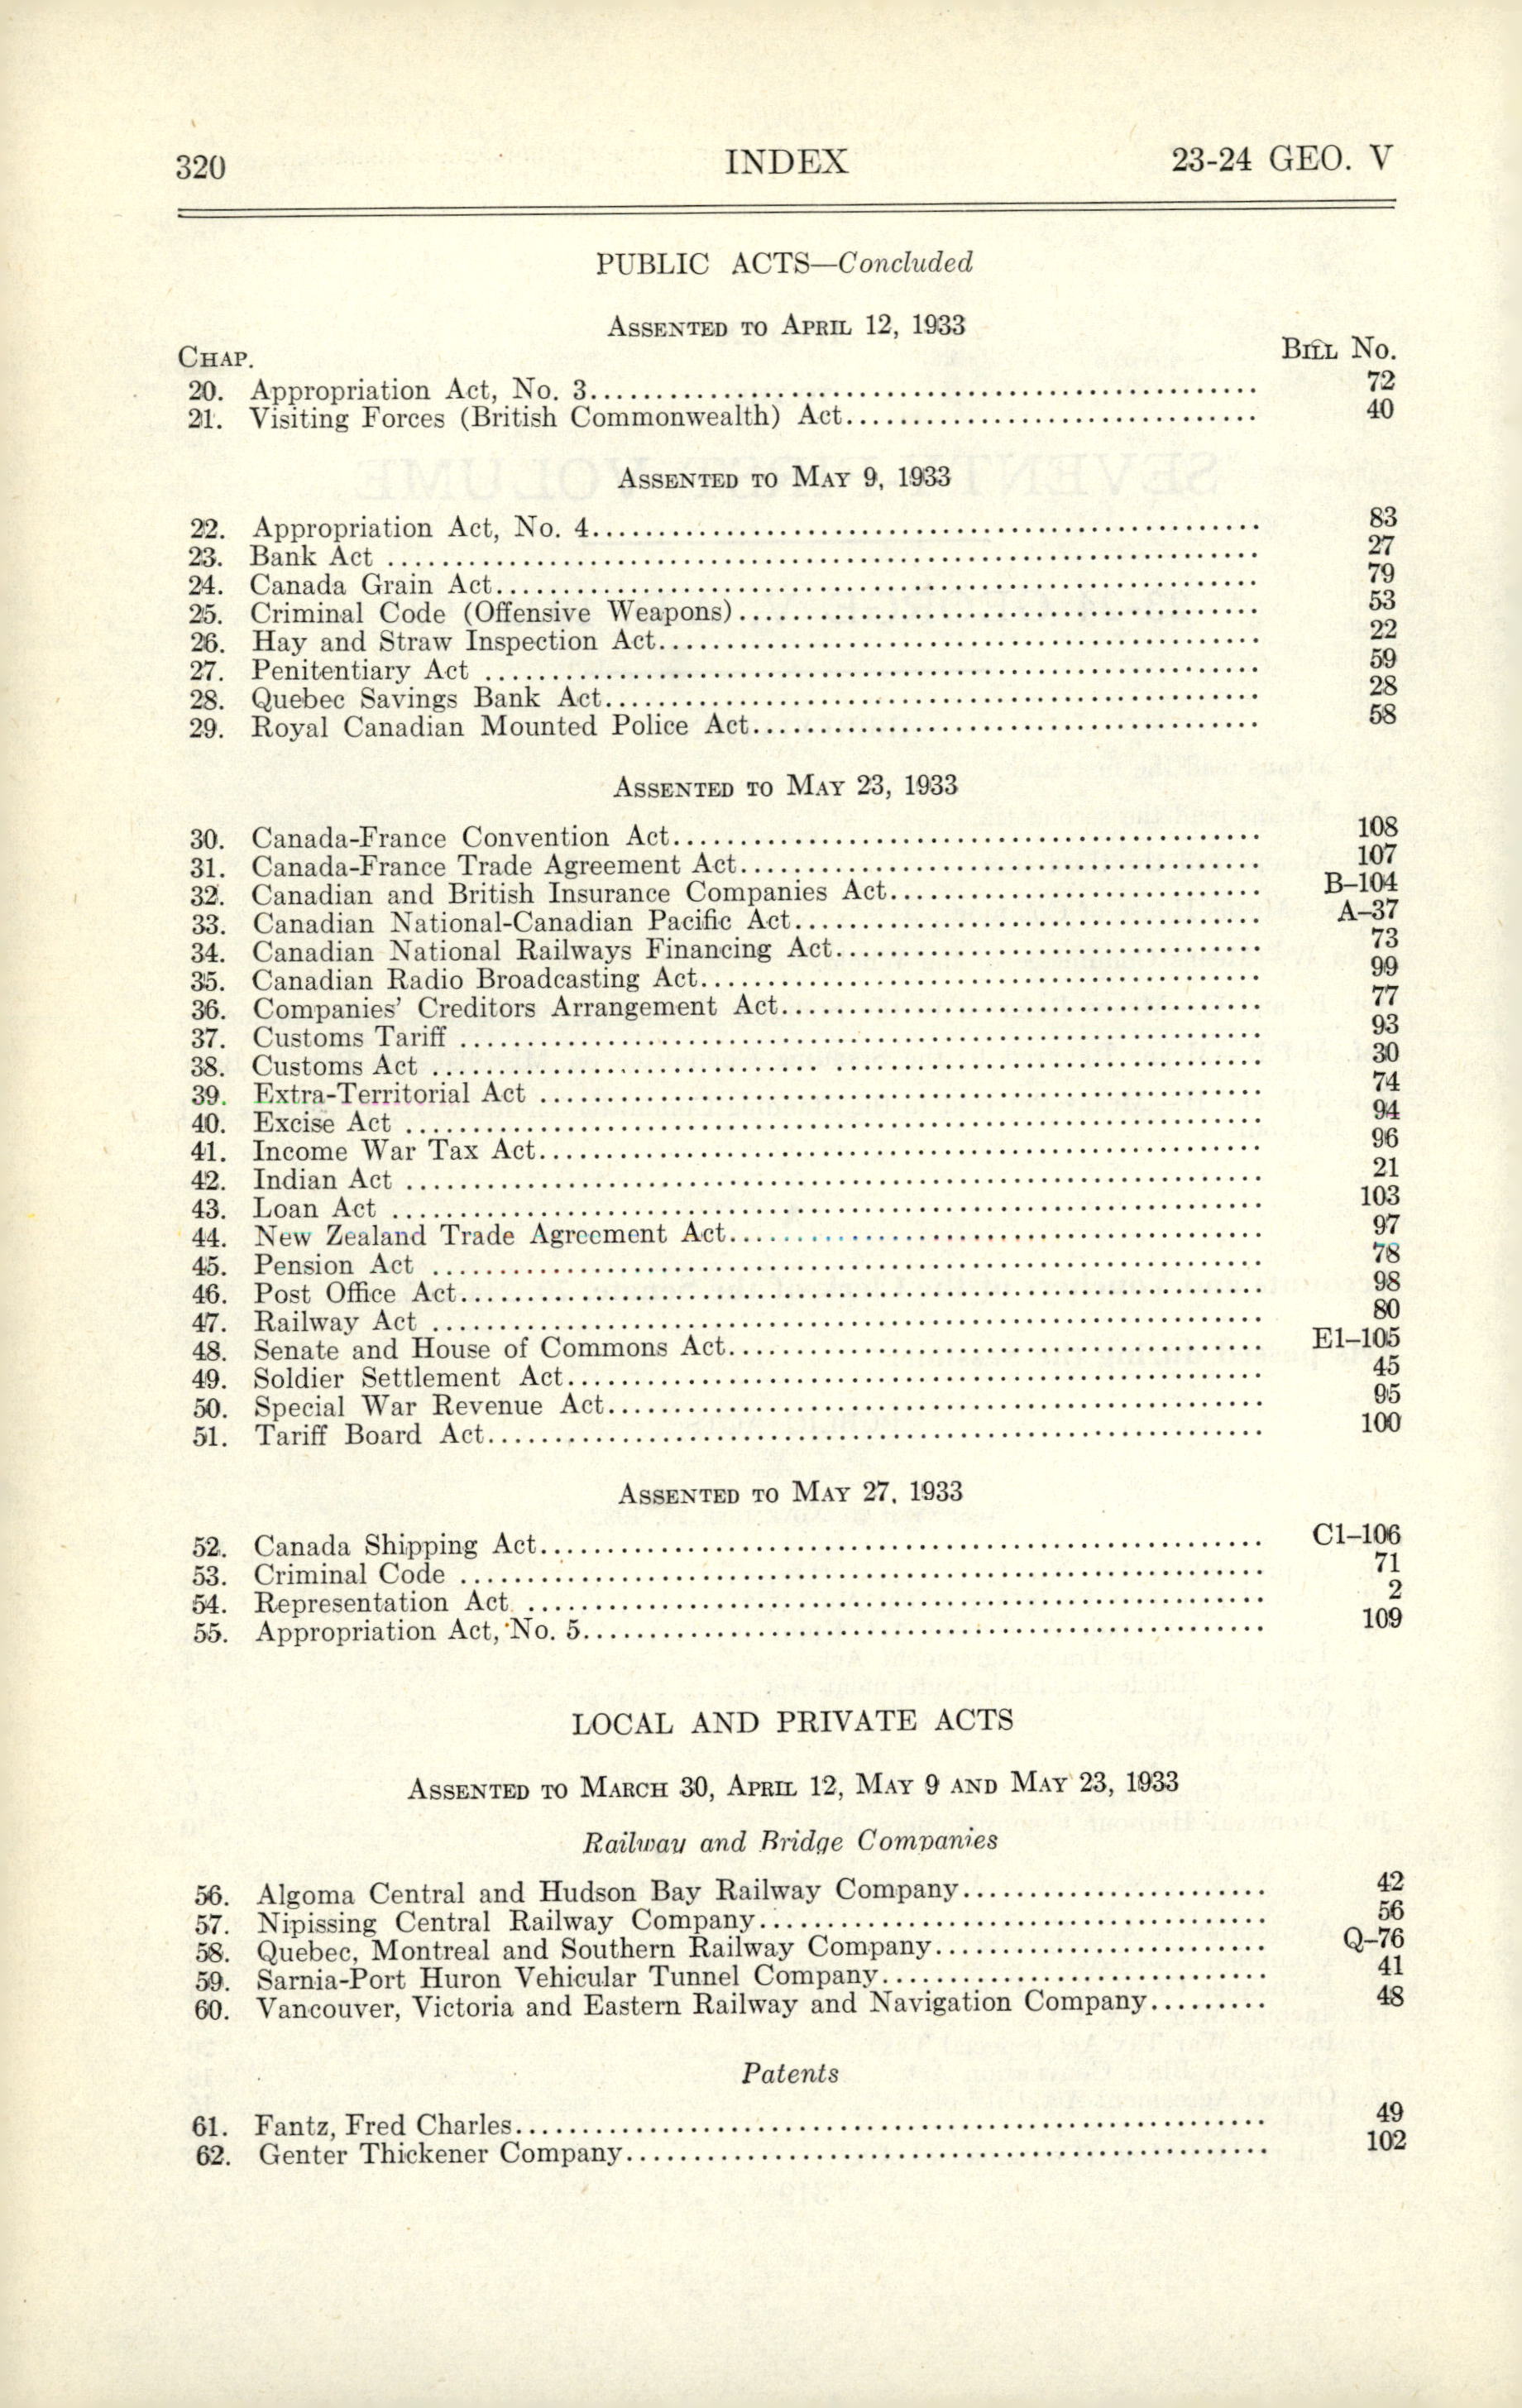 320 INDEX 23-24 GEO. V
PUBLIC ACTS—Concluded
ASSENTED TO APRIL 12, 1933
CHAP. BILL No.
20. Appropriation Act, No. 3 72
21. Visiting Forces (British Commonwealth) Act 40
ASSENTED TO MAY 9, 1933
22. Appropriation Act, No. 4 83
23. Bank Act 27
24. Canada Grain Act 79
25. Criminal Code (Offensive Weapons) 53
26. Hay and Straw Inspection Act 22
27. Penitentiary Act 59
28. Quebec Savings Bank Act 28
29. Royal Canadian Mounted Police Act 58
ASSENTED TO MAY 23, 1933
30. Canada-France Convention Act 108
31. Canada-France Trade Agreement Act 107
32. Canadian and British Insurance Companies Act B-104
33. Canadian National-Canadian Pacific Act A-37
34. Canadian National Railways Financing Act 73
35. Canadian Radio Broadcasting Act 99
36. Companies' Creditors Arrangement Act 77
37. Customs Tariff 93
38. Customs Act 30
39. Extra-Territorial Act 74
40. Excise Act 94
41. Income War Tax Act 96
42. Indian Act 21
43. Loan Act 103
44. New Zealand Trade Agreement Act 97
45. Pension Act 78
46. Post Office Act 98
47. Railway Act 80
48. Senate and House of Commons Act E1-105
49. Soldier Settlement Act 45
50. Special War Revenue Act 95
51. Tariff Board Act 100
ASSENTED TO MAY 27, 1933
52. Canada Shipping Act C1-106
53. Criminal Code 71
54. Representation Act 2
55. Appropriation Act, No. 5 109
LOCAL AND PRIVATE ACTS
ASSENTED TO MARCH 30, APRIL 12, MAY 9 AND MAY 23, 1933
Railway and Bridge Companies
56. Algoma Central and Hudson Bay Railway Company 42
57. Nipissing Central Railway Company 56
58. Quebec, Montreal and Southern Railway Company Q-76
59. Sarnia-Port Huron Vehicular Tunnel Company 41
60. Vancouver, Victoria and Eastern Railway and Navigation Company 48
Patents
61. Fantz, Fred Charles 49
62. Genter Thickener Company 102